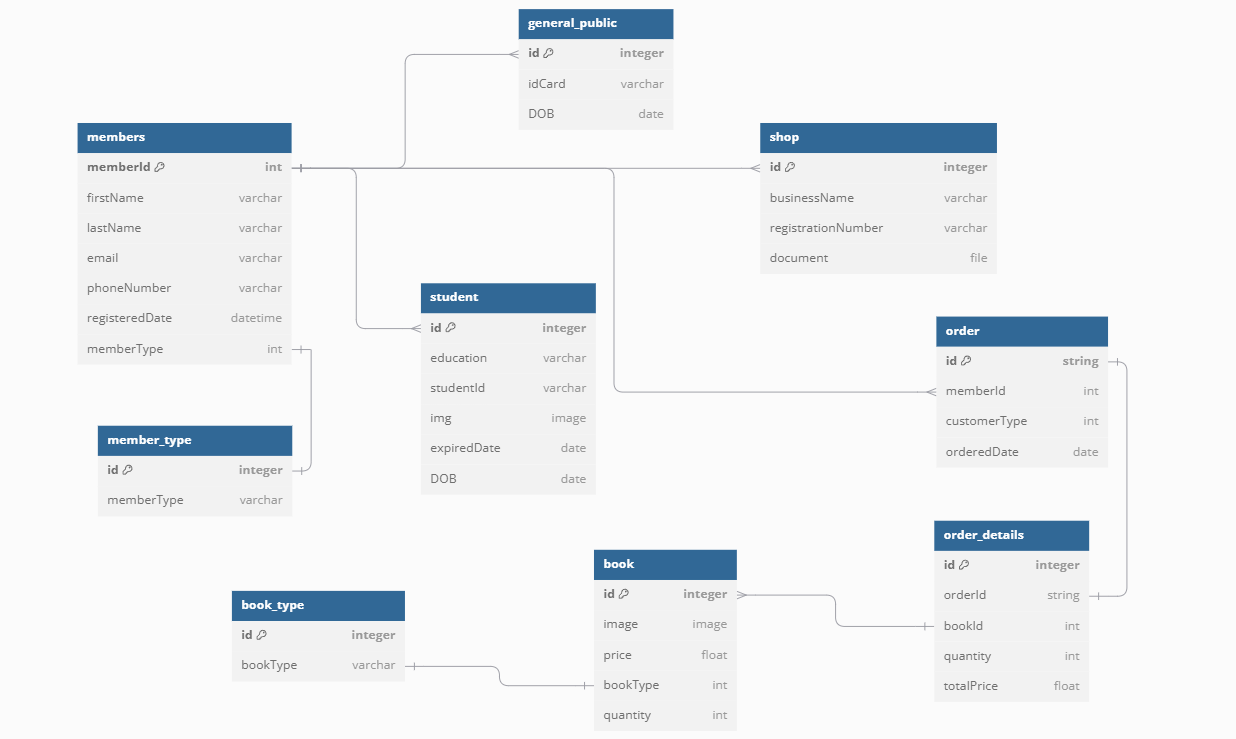 general_public
id integer
idCard varchar
DOB date
members
memberId int
firstName varchar
lastName varchar
email varchar
phoneNumber varchar
registeredDate datetime
memberType int
shop
id integer
businessName varchar
registrationNumber varchar
document file
student
id integer
education varchar
studentId varchar
img image
expiredDate date
DOB date
order
id string
memberId int
customerType int
orderedDate date
member_type
id integer
memberType varchar
order_details
id integer
orderId string
bookId int
quantity int
totalPrice float
book
id integer
image image
price float
bookType int
quantity int
book_type
id integer
bookType varchar